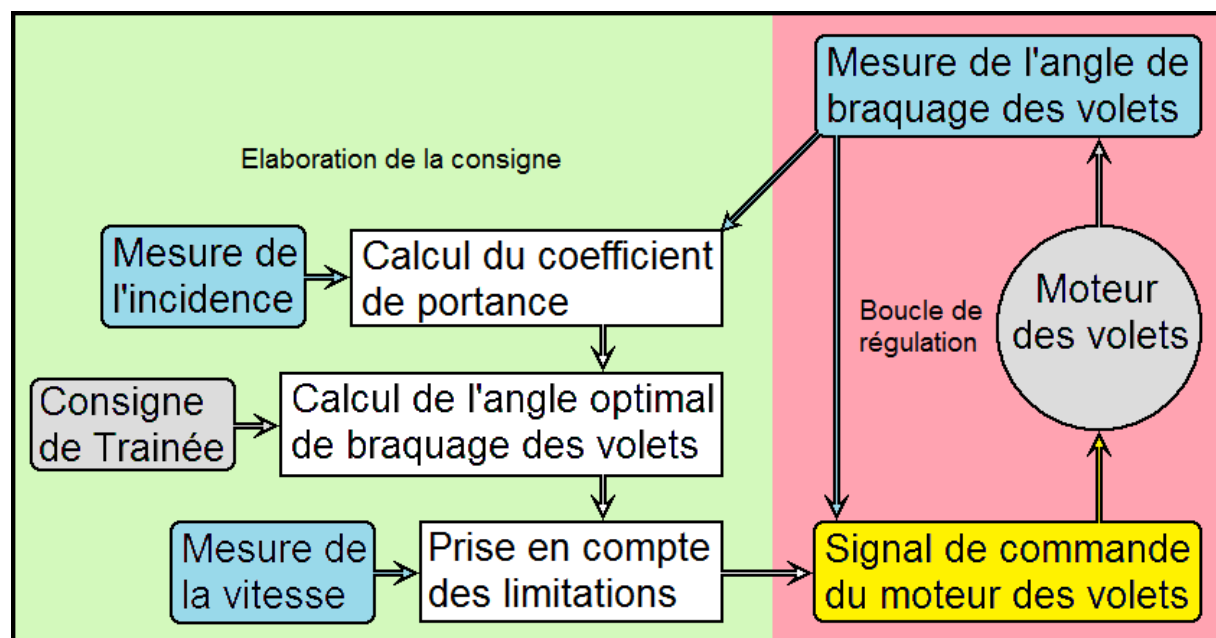 Mesure de l'angle de
braquage des volets
Elaboration de la consigne
Mesure de
l'incidence
Calcul du coefficient
de portance
Moteur
des volets
Boucle de
régulation
Consigne
de Trainée
Calcul de l'angle optimal
de braquage des volets
Mesure de
la vitesse
Prise en compte
des limitations
Signal de commande
du moteur des volets